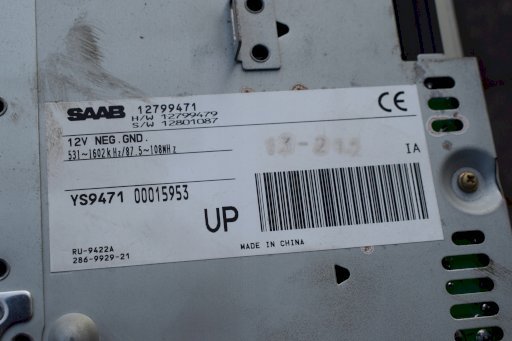 SAAB 12799471
H/W 12799479
S/W 12801087
CE
12V NEG.GND.
531~1602kHz/87.5~108MHz
IA
YS9471 00015953
UP
MADE IN CHINA
RU-9422A
286-9929-21